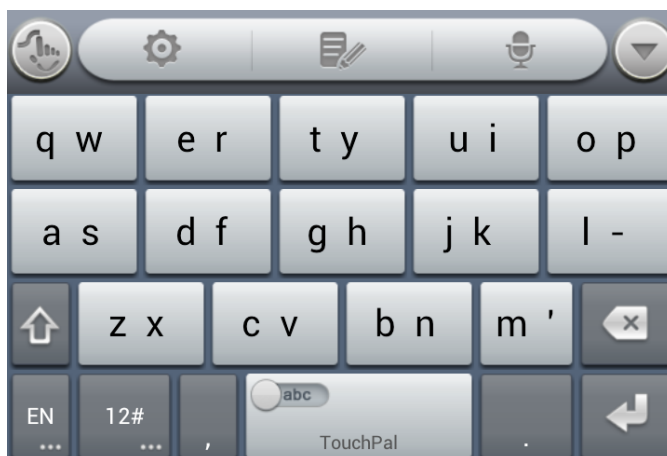 q w e r t y u i o p
a s d f g h j k l -
z x c v b n m '
EN 12# , abc .
... ... TouchPal